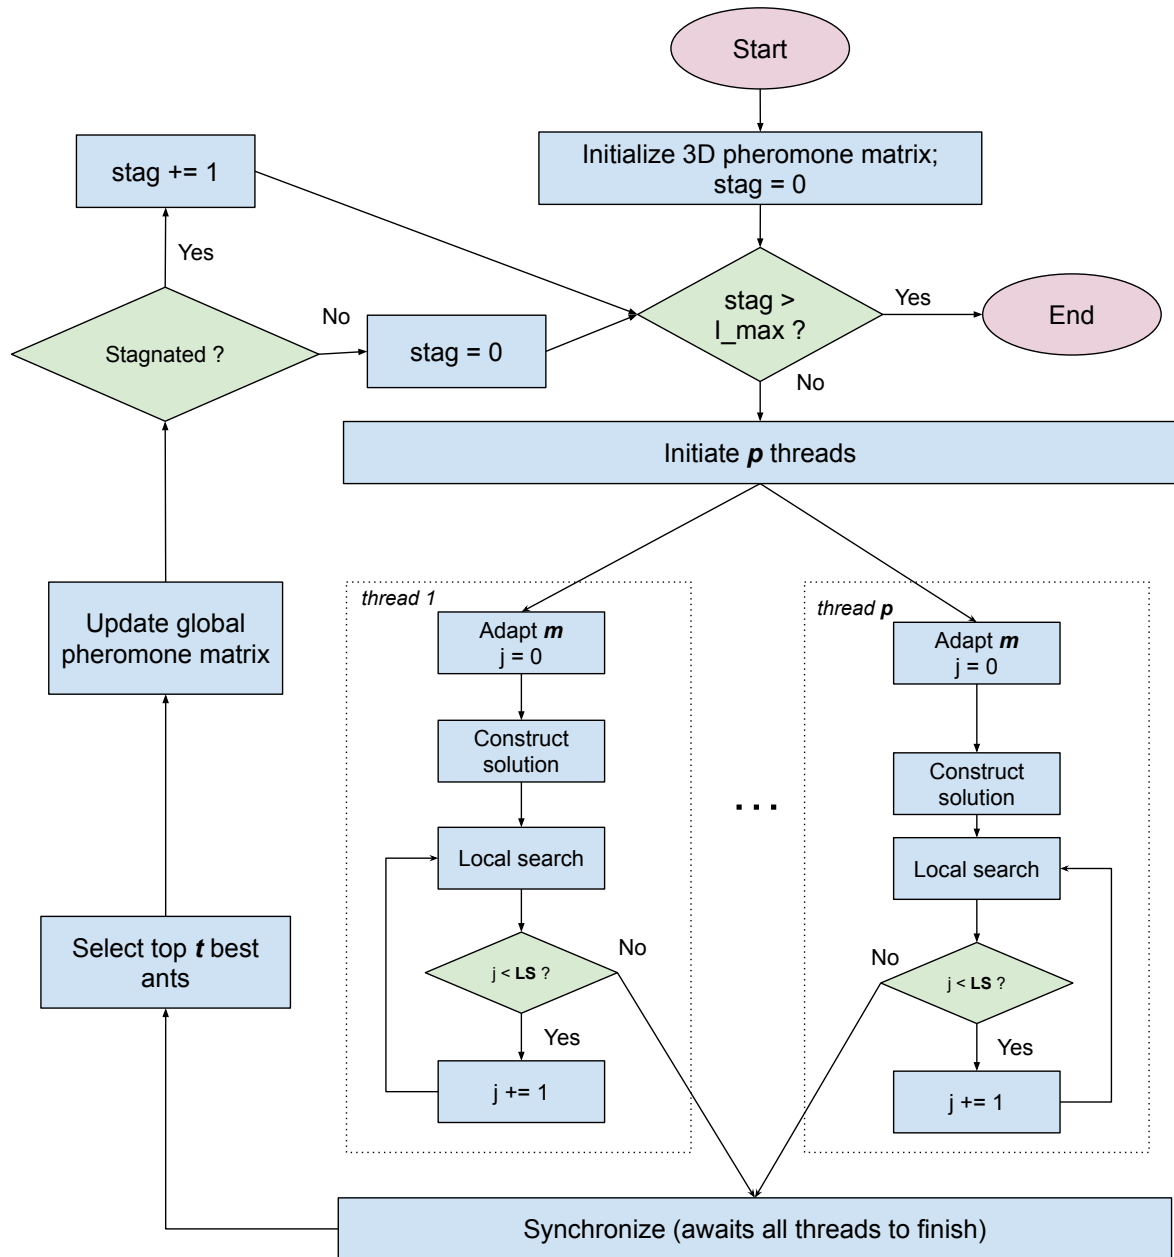 Start
Initialize 3D pheromone matrix;
stag = 0
stag += 1
Yes
Stagnated ?
No
stag = 0
stag >
I_max ?
Yes
End
No
Initiate p threads
thread 1
Adapt m
j = 0
Construct
solution
Local search
j < LS ?
No
Yes
j += 1
...
thread p
Adapt m
j = 0
Construct
solution
Local search
No
j < LS ?
Yes
j += 1
Update global
pheromone matrix
Select top t best
ants
Synchronize (awaits all threads to finish)